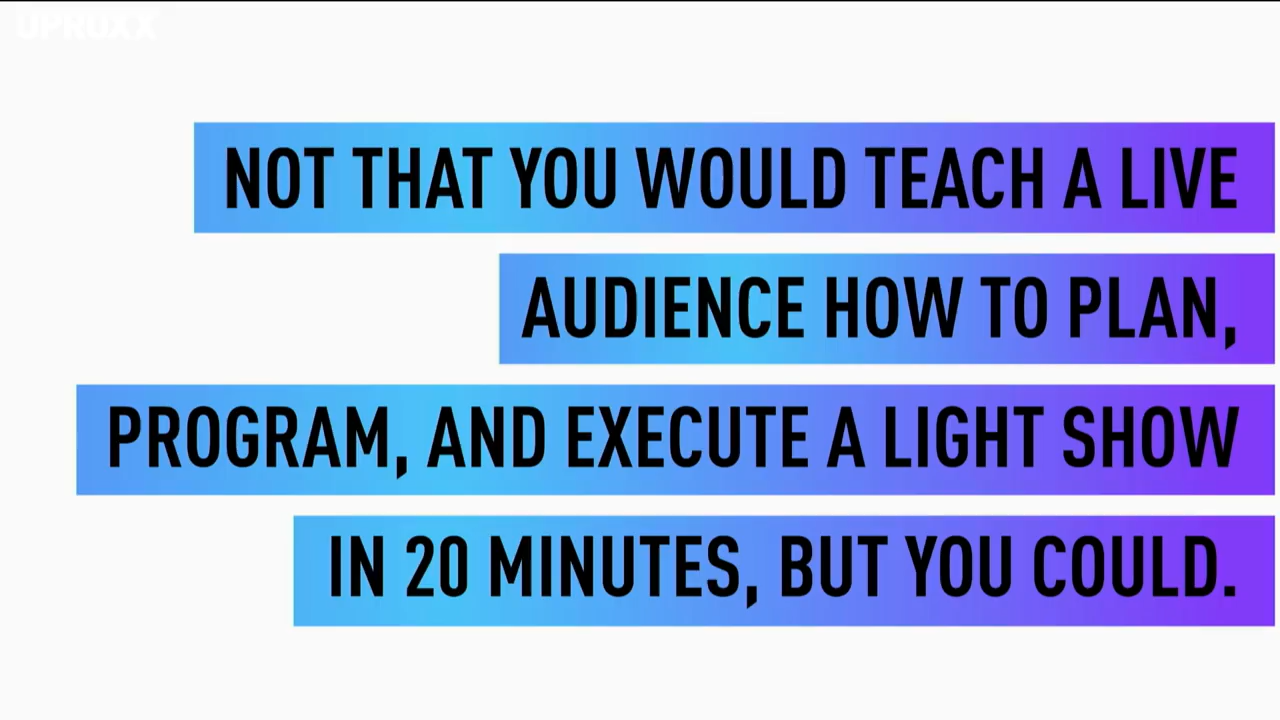 UPROXX
NOT THAT YOU WOULD TEACH A LIVE
AUDIENCE HOW TO PLAN,
PROGRAM, AND EXECUTE A LIGHT SHOW
IN 20 MINUTES, BUT YOU COULD.